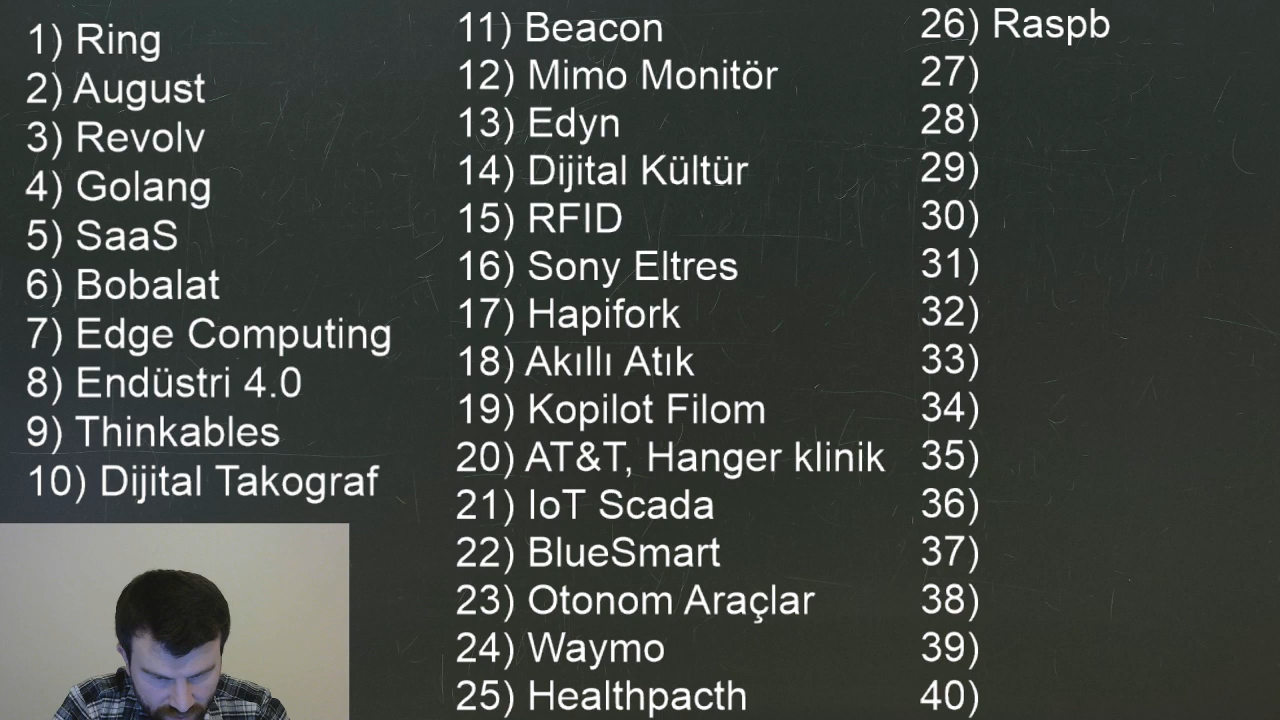 1) Ring
2) August
3) Revolv
4) Golang
5) SaaS
6) Bobalat
7) Edge Computing
8) Endüstri 4.0
9) Thinkables
10) Dijital Takograf
11) Beacon
12) Mimo Monitör
13) Edyn
14) Dijital Kültür
15) RFID
16) Sony Eltres
17) Hapifork
18) Akıllı Atık
19) Kopilot Filom
20) AT&T, Hanger klinik
21) IoT Scada
22) BlueSmart
23) Otonom Araçlar
24) Waymo
25) Healthpacth
26) Raspb
27)
28)
29)
30)
31)
32)
33)
34)
35)
36)
37)
38)
39)
40)